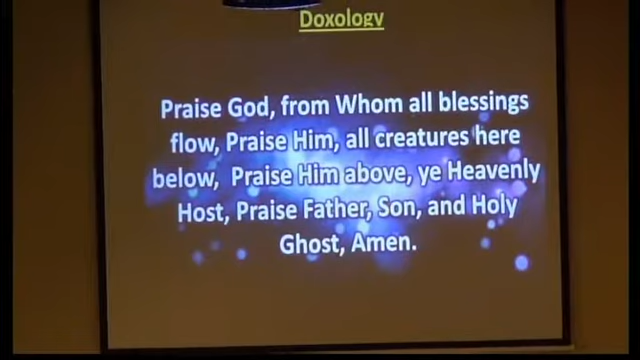 Doxology
Praise God, from Whom all blessings
flow, Praise Him, all creatures here
below, Praise Him above, ye Heavenly
Host, Praise Father, Son, and Holy
Ghost, Amen.